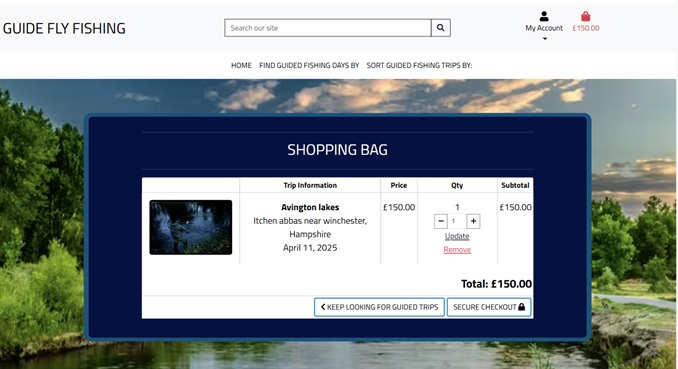 GUIDE FLY FISHING
Search our site
My Account
£150.00
HOME FIND GUIDED FISHING DAYS BY SORT GUIDED FISHING TRIPS BY:
SHOPPING BAG
Trip Information Price Qty Subtotal
Avington lakes £150.00 1 £150.00
Itchen abbas near winchester,
Hampshire
- 1 +
April 11, 2025
Update
Remove
Total: £150.00
KEEP LOOKING FOR GUIDED TRIPS SECURE CHECKOUT